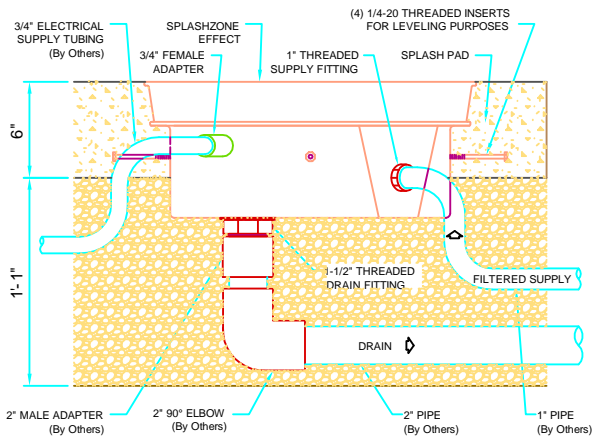 3/4" ELECTRICAL
SUPPLY TUBING
(By Others)
SPLASHZONE
EFFECT
(4) 1/4-20 THREADED INSERTS
FOR LEVELING PURPOSES
3/4" FEMALE
ADAPTER
1" THREADED
SUPPLY FITTING
SPLASH PAD
6"
1'-1"
1-1/2" THREADED
DRAIN FITTING
FILTERED SUPPLY
DRAIN
2" MALE ADAPTER
(By Others)
2" 90° ELBOW
(By Others)
2" PIPE
(By Others)
1" PIPE
(By Others)